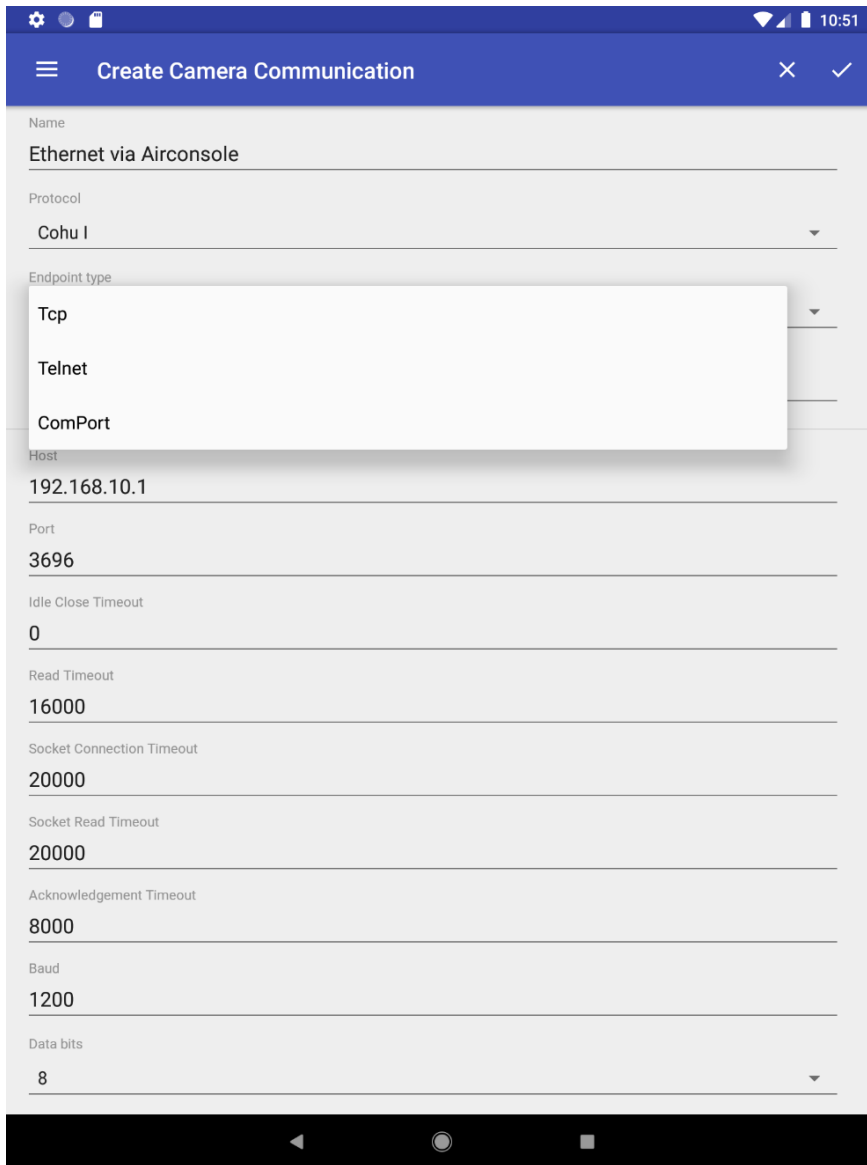 10:51
Create Camera Communication
Name
Ethernet via Airconsole
Protocol
Cohu I
Endpoint type
Tcp
Telnet
ComPort
Host
192.168.10.1
Port
3696
Idle Close Timeout
0
Read Timeout
16000
Socket Connection Timeout
20000
Socket Read Timeout
20000
Acknowledgement Timeout
8000
Baud
1200
Data bits
8